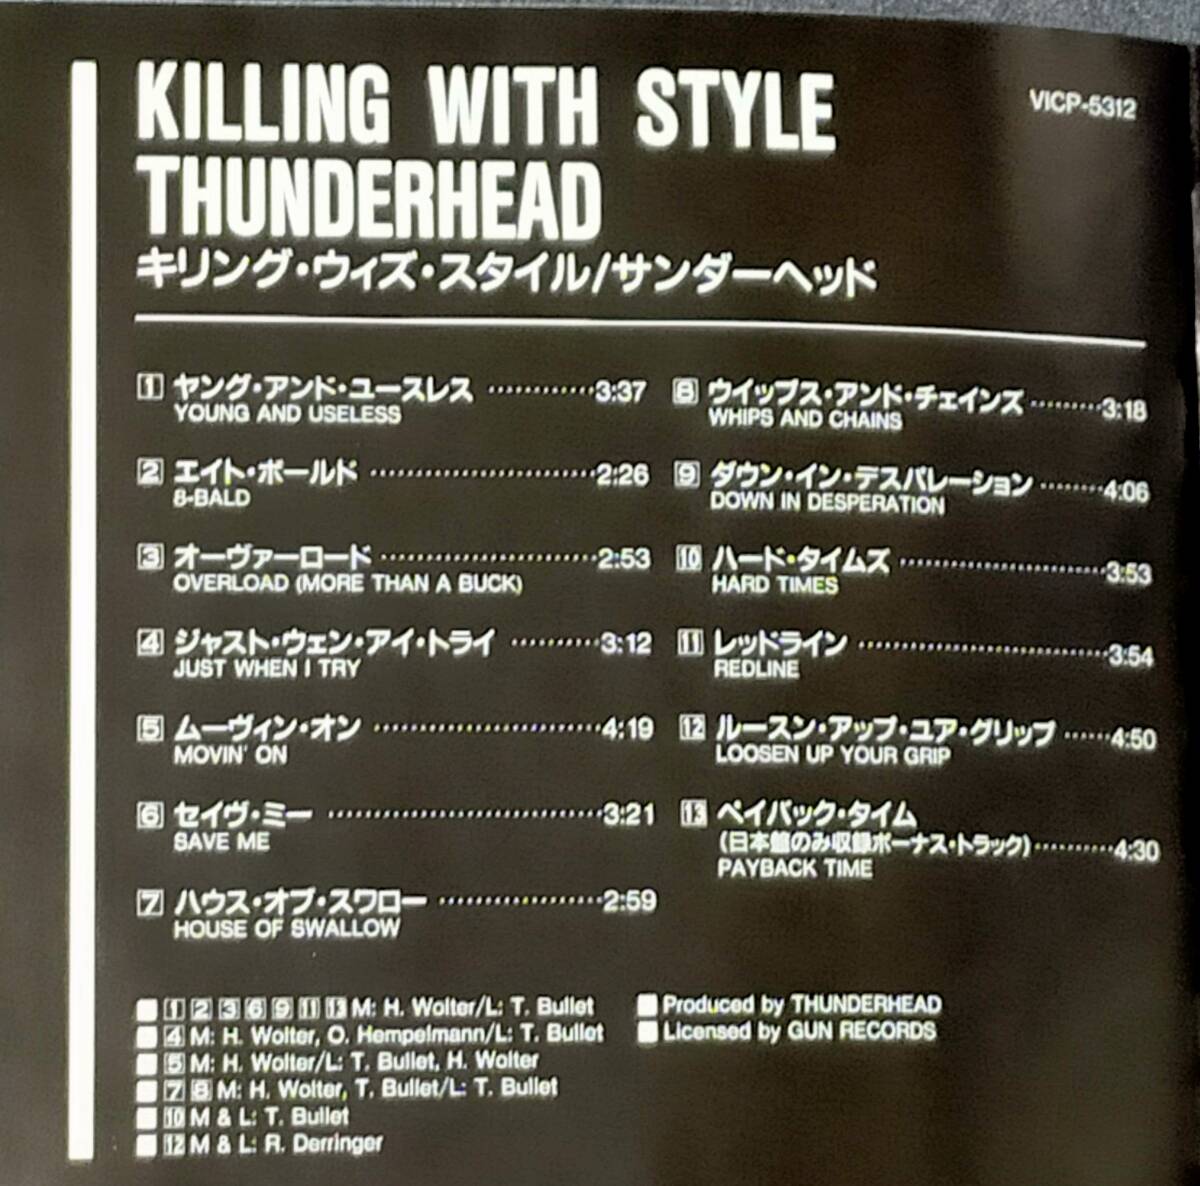 KILLING WITH STYLE
VICP-5312
THUNDERHEAD
キリング・ウィズ・スタイル/サンダーヘッド
1 ヤング・アンド・ユースレス …………3:37
YOUNG AND USELESS
2 エイト・ボールド ……………………2:26
8-BALD
3 オーヴァーロード ……………………2:53
OVERLOAD (MORE THAN A BUCK)
4 ジャスト・ウェン・アイ・トライ ………3:12
JUST WHEN I TRY
5 ムーヴィン・オン ……………………4:19
MOVIN' ON
6 セイヴ・ミー …………………………3:21
SAVE ME
7 ハウス・オブ・スワロー ………………2:59
HOUSE OF SWALLOW
8 ウイップス・アンド・チェインズ ………3:18
WHIPS AND CHAINS
9 ダウン・イン・デスパレーション ………4:06
DOWN IN DESPERATION
10 ハード・タイムズ ……………………3:53
HARD TIMES
11 レッドライン …………………………3:54
REDLINE
12 ルースン・アップ・ユア・グリップ ……4:50
LOOSEN UP YOUR GRIP
13 ペイバック・タイム
(日本盤のみ収録ボーナス・トラック)…………4:30
PAYBACK TIME
■1 2 3 6 9 11 13 M: H. Wolter/L: T. Bullet
■4 M: H. Wolter, O. Hempelmann/L: T. Bullet
■5 M: H. Wolter/L: T. Bullet, H. Wolter
■7 8 M: H. Wolter, T. Bullet/L: T. Bullet
■10 M & L: T. Bullet
■12 M & L: R. Derringer
■Produced by THUNDERHEAD
■Licensed by GUN RECORDS